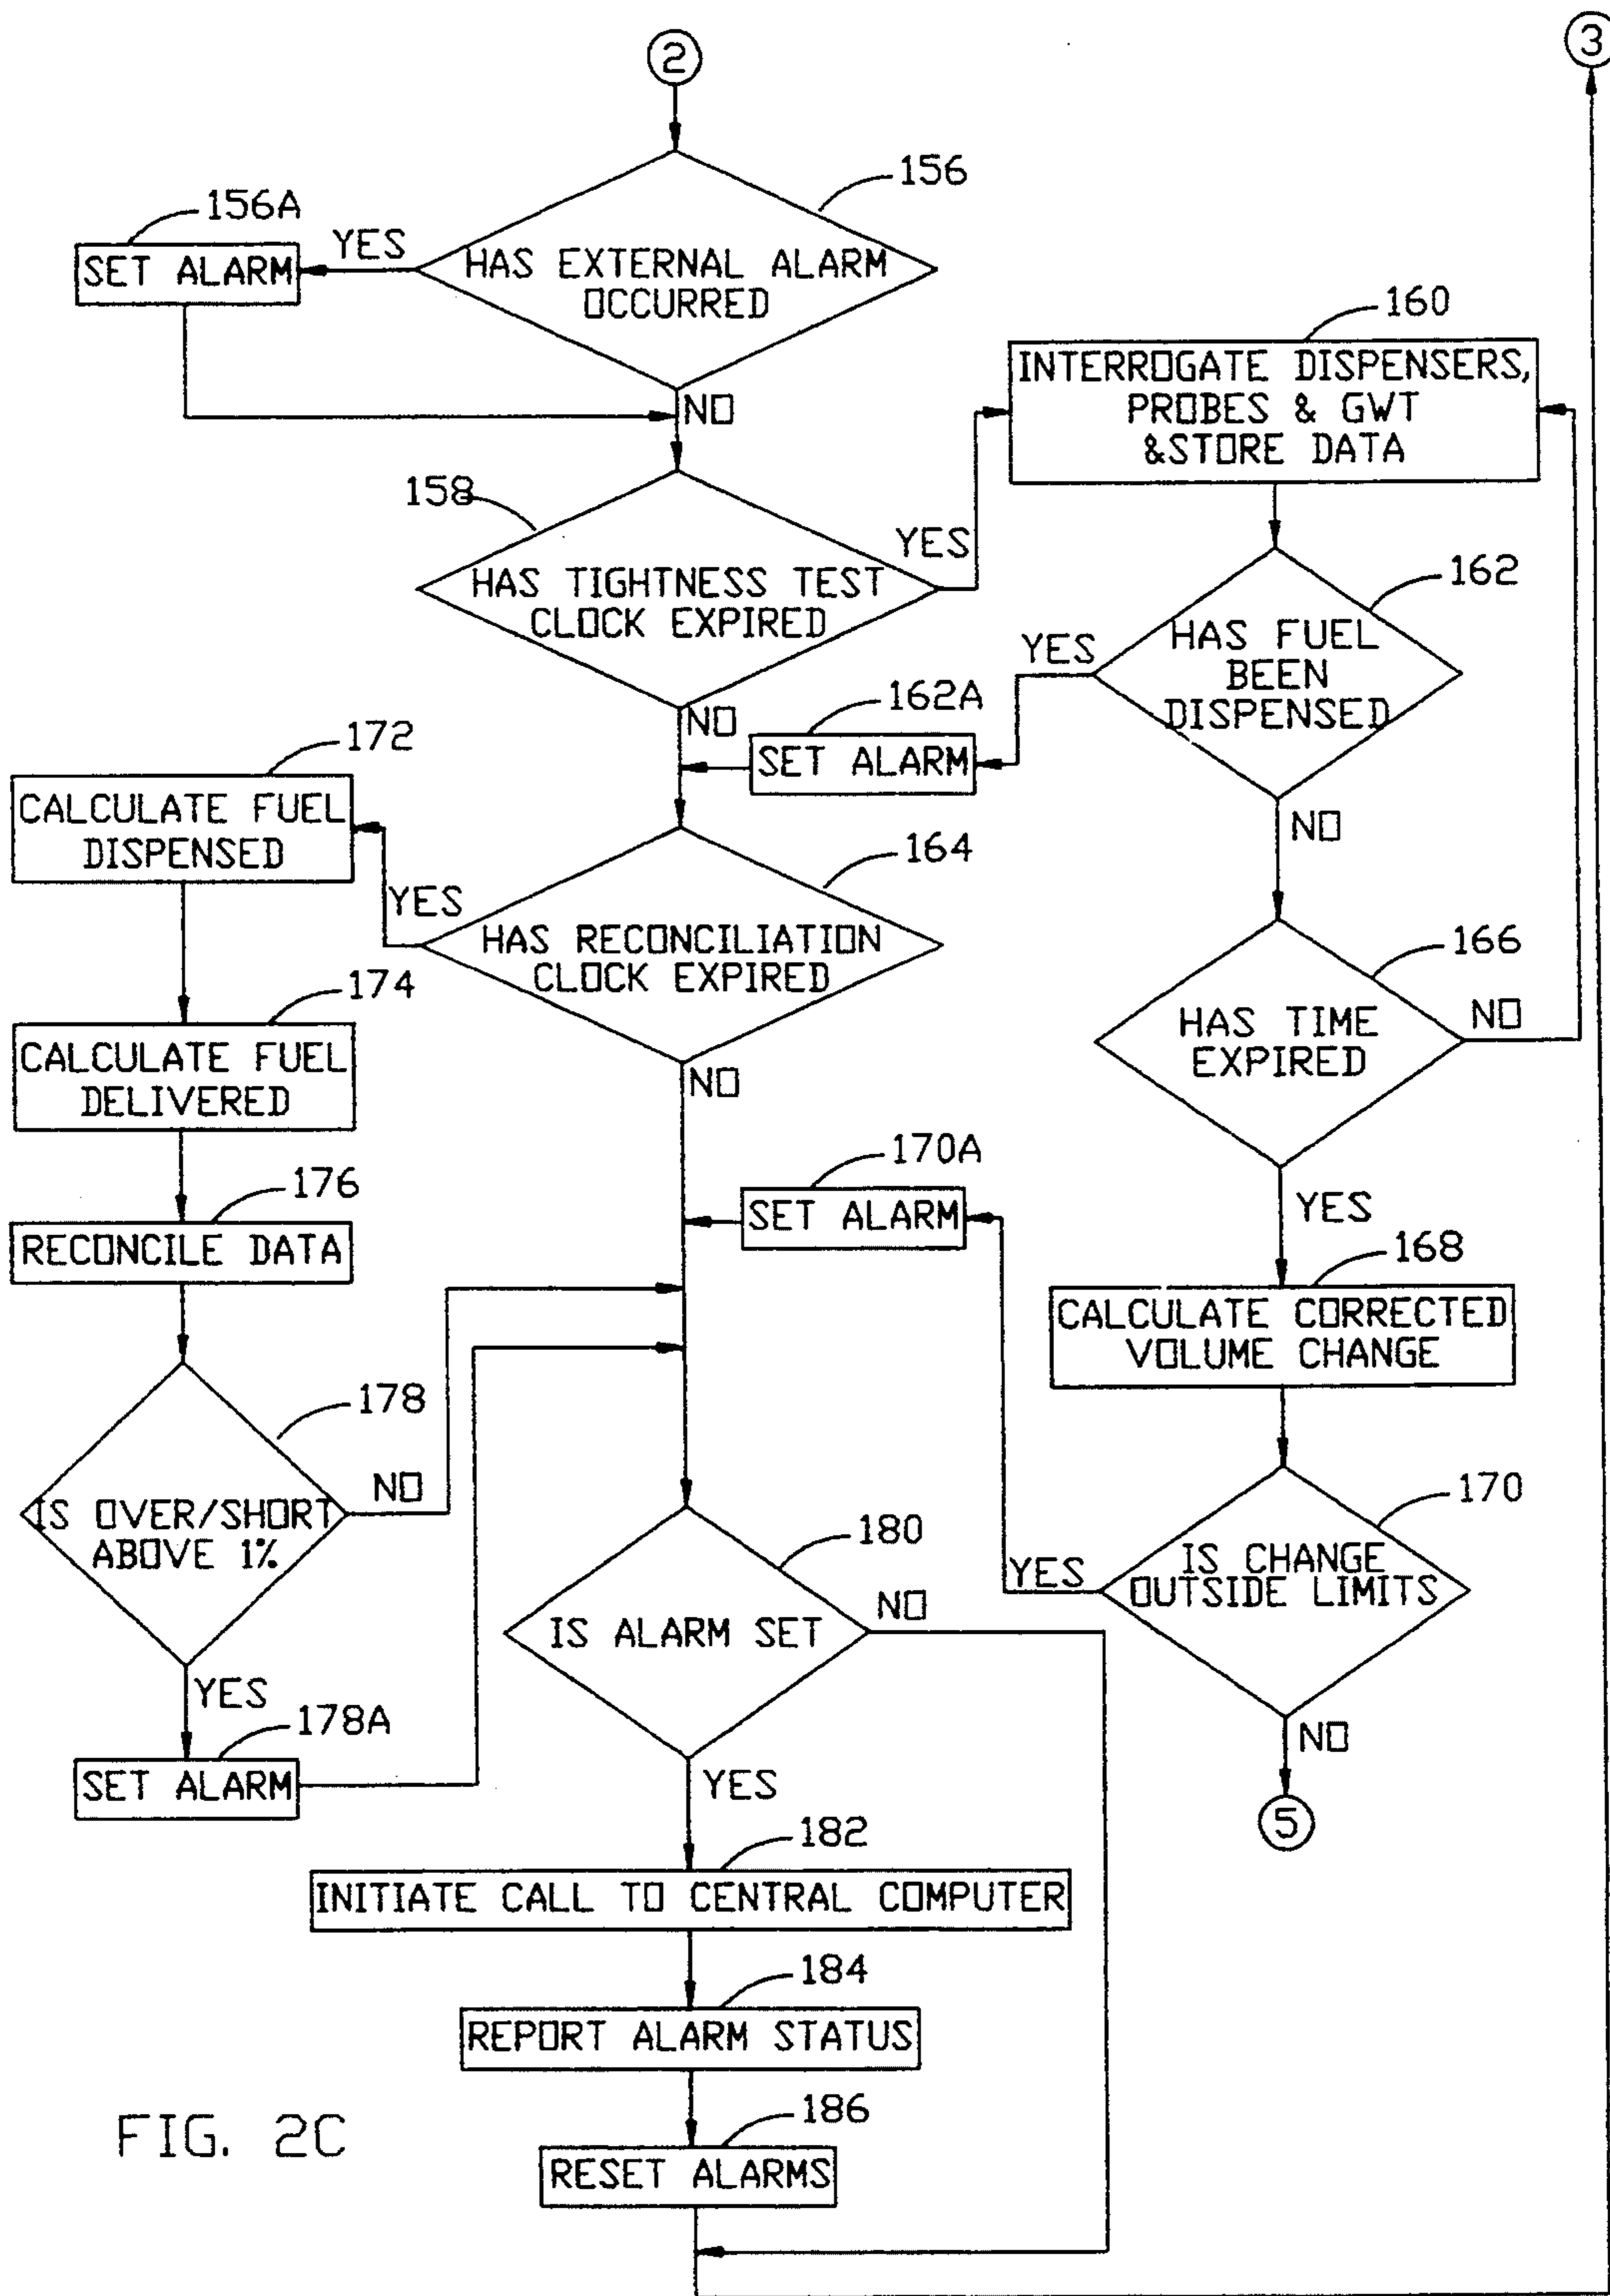 2
3
156
156A
YES
SET ALARM
HAS EXTERNAL ALARM
OCCURRED
NO
160
INTERROGATE DISPENSERS,
PROBES & GWT
&STORE DATA
158
YES
HAS TIGHTNESS TEST
CLOCK EXPIRED
NO
162
YES
HAS FUEL
BEEN
DISPENSED
NO
162A
SET ALARM
172
CALCULATE FUEL
DISPENSED
164
YES
HAS RECONCILIATION
CLOCK EXPIRED
NO
166
HAS TIME
EXPIRED
NO
YES
174
CALCULATE FUEL
DELIVERED
170A
SET ALARM
176
RECONCILE DATA
168
CALCULATE CORRECTED
VOLUME CHANGE
178
NO
IS OVER/SHORT
ABOVE 1%
YES
170
YES
IS CHANGE
OUTSIDE LIMITS
NO
5
180
NO
IS ALARM SET
YES
178A
SET ALARM
182
INITIATE CALL TO CENTRAL COMPUTER
184
REPORT ALARM STATUS
186
RESET ALARMS
FIG. 2C